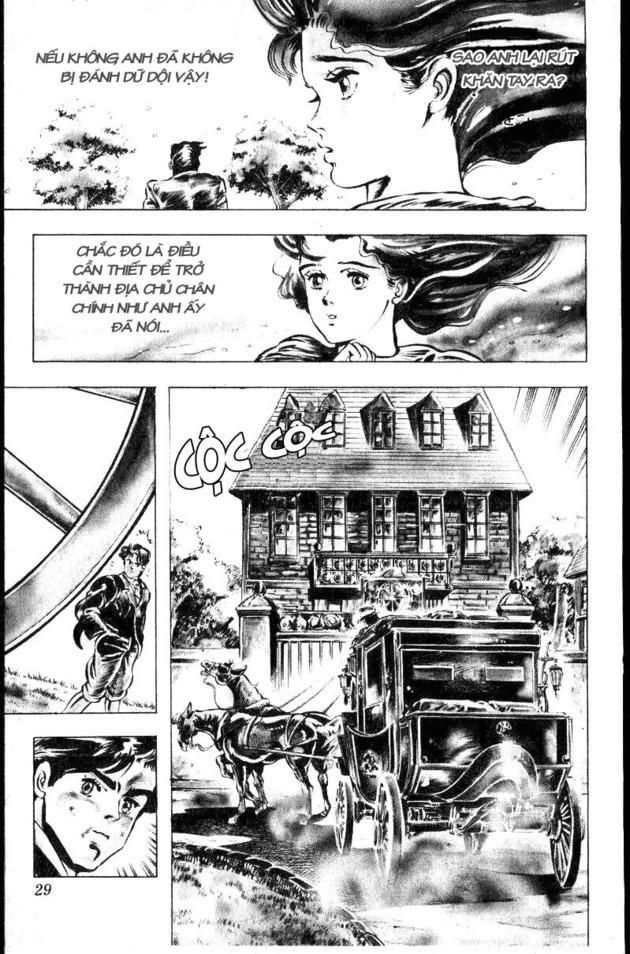 SAO ANH LẠI RÚT
KHĂN TAY RA?
NẾU KHÔNG ANH ĐÃ KHÔNG
BỊ ĐÁNH DỮ DỘI VẬY!
CHẮC ĐÓ LÀ ĐIỀU
CẦN THIẾT ĐỂ TRỞ
THÀNH ĐỊA CHỦ CHÂN
CHÍNH NHƯ ANH ẤY
ĐÃ NÓI...
CỘC CỘC
29